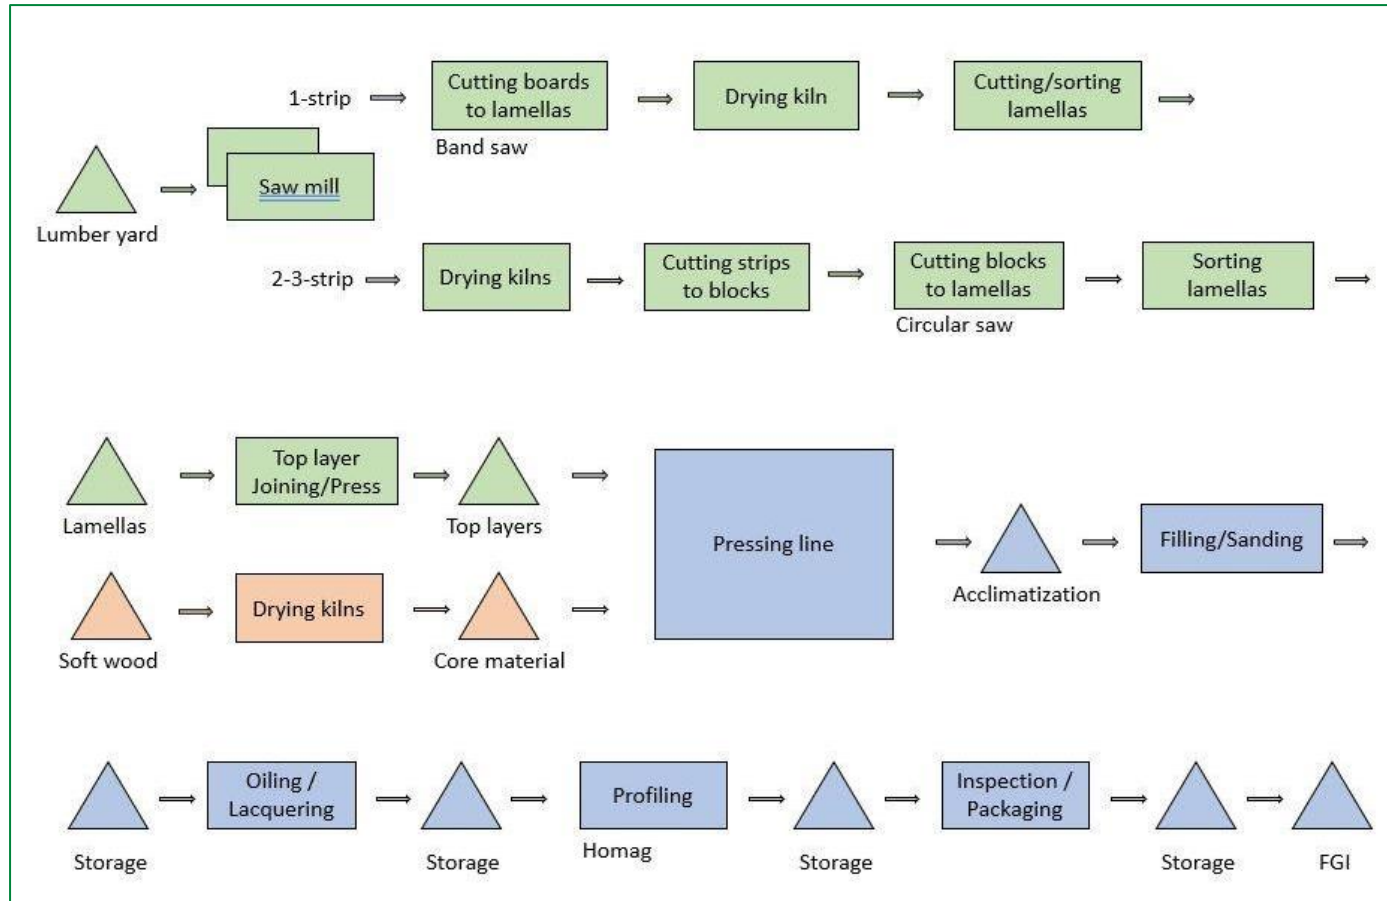 1-strip
Cutting boards
to lamellas
Band saw
Drying kiln
Cutting/sorting
lamellas
Saw mill
Lumber yard
2-3-strip
Drying kilns
Cutting strips
to blocks
Cutting blocks
to lamellas
Circular saw
Sorting
lamellas
Lamellas
Top layer
Joining/Press
Top layers
Pressing line
Acclimatization
Filling/Sanding
Soft wood
Drying kilns
Core material
Storage
Oiling /
Lacquering
Storage
Profiling
Homag
Storage
Inspection /
Packaging
Storage
FGI